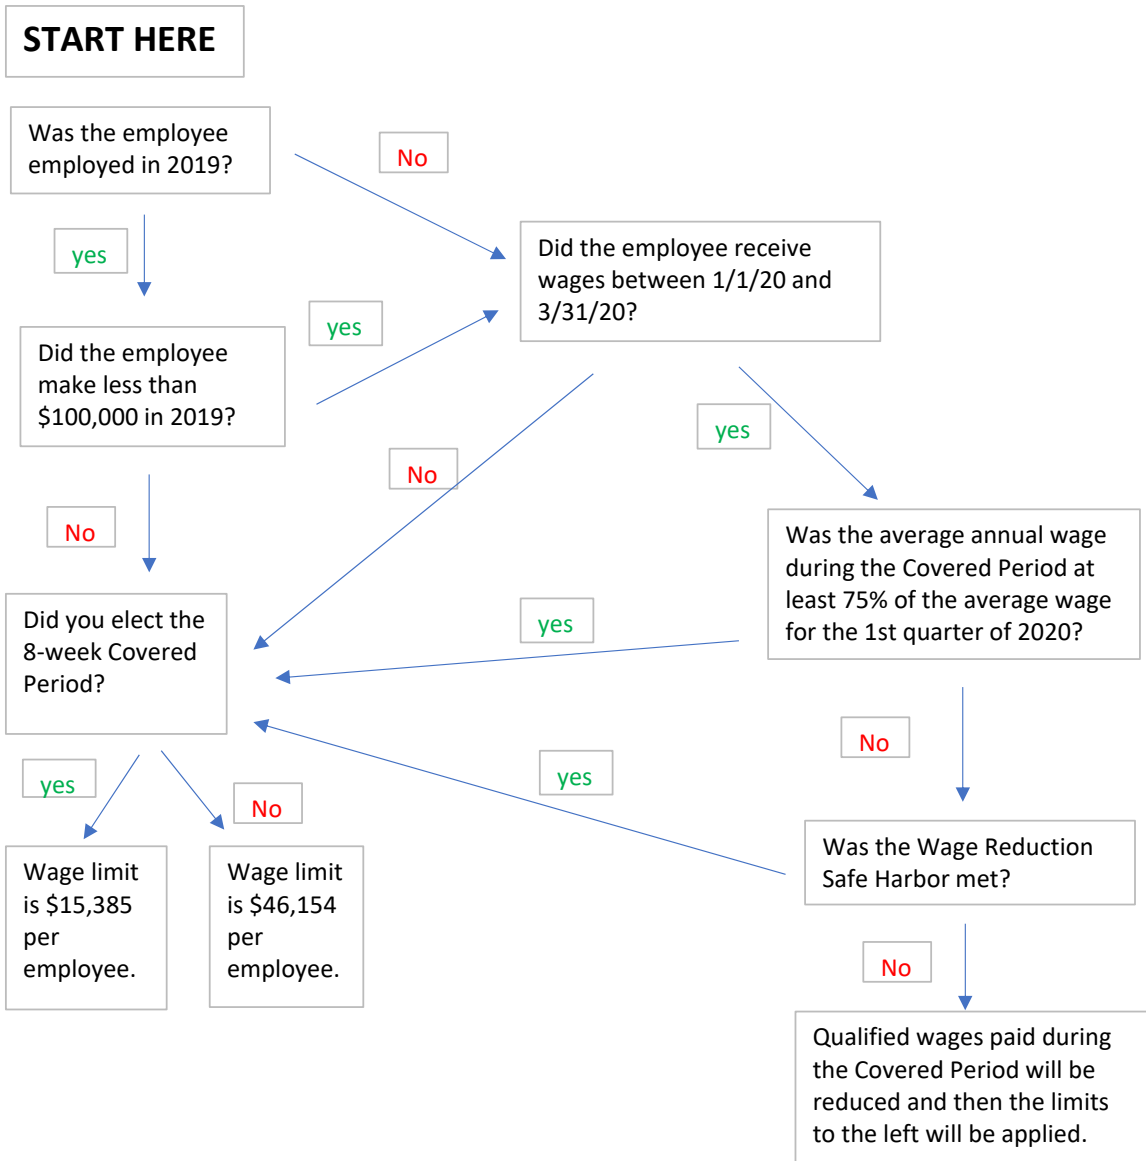 START HERE
Was the employee
employed in 2019?
No
yes
Did the employee receive
wages between 1/1/20 and
3/31/20?
yes
Did the employee
make less than
$100,000 in 2019?
yes
No
No
Was the average annual wage
during the Covered Period at
least 75% of the average wage
for the 1st quarter of 2020?
Did you elect the
8-week Covered
Period?
yes
No
yes
yes
No
Wage limit
is $15,385
per
employee.
Wage limit
is $46,154
per
employee.
Was the Wage Reduction
Safe Harbor met?
No
Qualified wages paid during
the Covered Period will be
reduced and then the limits
to the left will be applied.